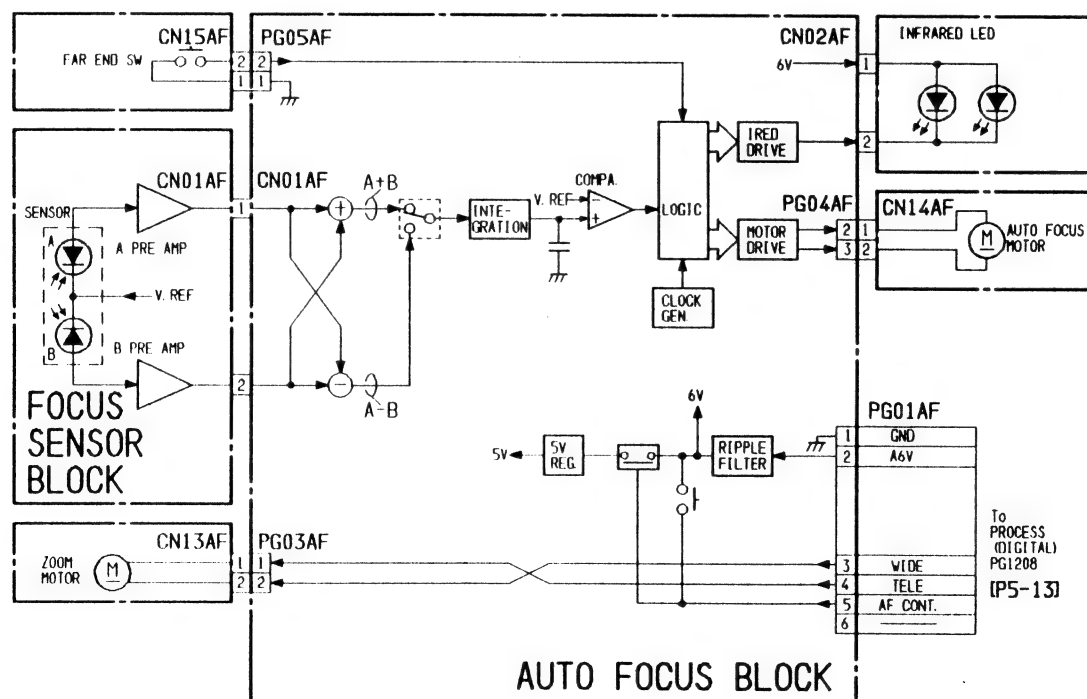 CN15AF
PG05AF
FAR END SW
2
2
1
1
CN02AF
INFRARED LED
6V
1
2
LOGIC
IRED
DRIVE
CN01AF
CN01AF
1
SENSOR
A
A PRE AMP
V. REF
B
B PRE AMP
2
FOCUS
SENSOR
BLOCK
A+B
+
−
A−B
INTE-
GRATION
V. REF
COMPA.
−
+
MOTOR
DRIVE
CLOCK
GEN.
PG04AF
CN14AF
2
1
3
2
M
AUTO FOCUS
MOTOR
6V
5V
5V
REG.
RIPPLE
FILTER
PG01AF
1 GND
2 A6V
3 WIDE
4 TELE
5 AF CONT.
6
To
PROCESS
(DIGITAL)
PG1208
[P5-13]
CN13AF
PG03AF
ZOOM
MOTOR
M
1
1
2
2
AUTO FOCUS BLOCK